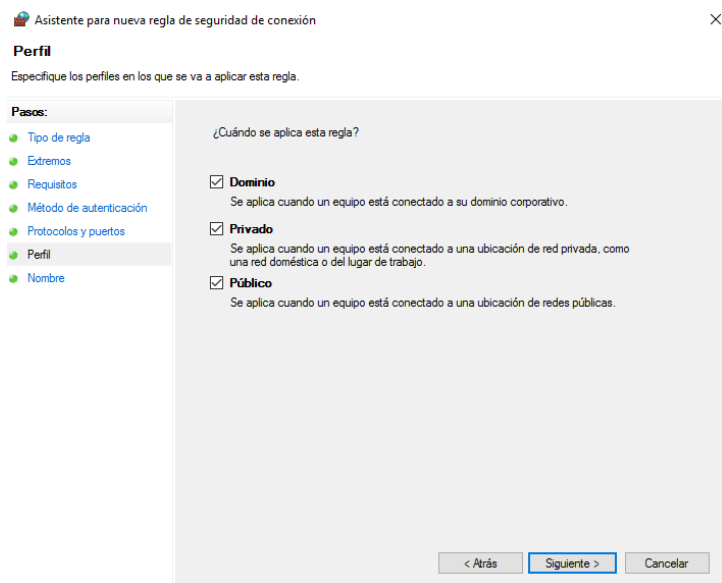 Asistente para nueva regla de seguridad de conexión
Perfil
Especifique los perfiles en los que se va a aplicar esta regla.
Pasos:
Tipo de regla
Extremos
Requisitos
Método de autenticación
Protocolos y puertos
Perfil
Nombre
¿Cuándo se aplica esta regla?
Dominio
Se aplica cuando un equipo está conectado a su dominio corporativo.
Privado
Se aplica cuando un equipo está conectado a una ubicación de red privada, como
una red doméstica o del lugar de trabajo.
Público
Se aplica cuando un equipo está conectado a una ubicación de redes públicas.
< Atrás
Siguiente >
Cancelar